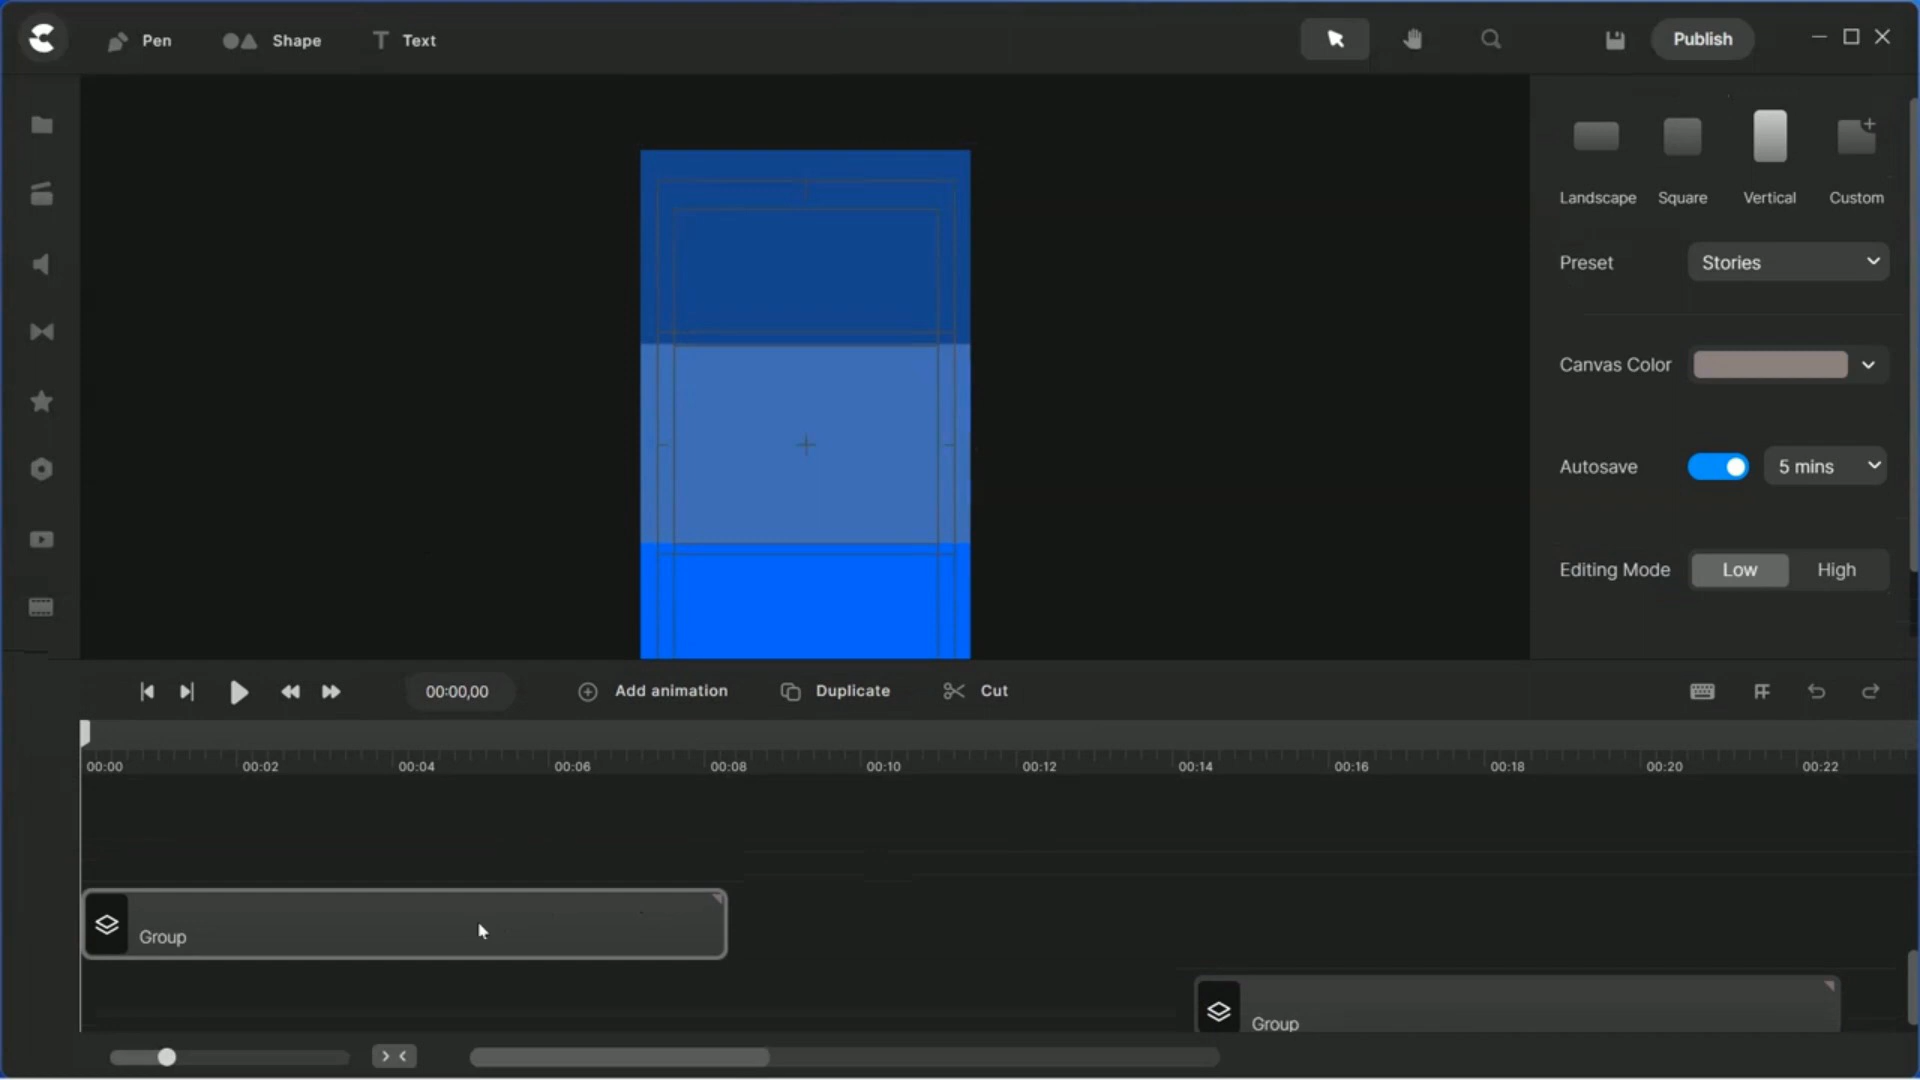 Pen Shape Text Publish
Landscape Square Vertical Custom
Preset Stories
Canvas Color
Autosave 5 mins
Editing Mode Low High
00:00,00 Add animation Duplicate Cut
00:00 00:02 00:04 00:06 00:08 00:10 00:12 00:14 00:16 00:18 00:20 00:22
Group
Group